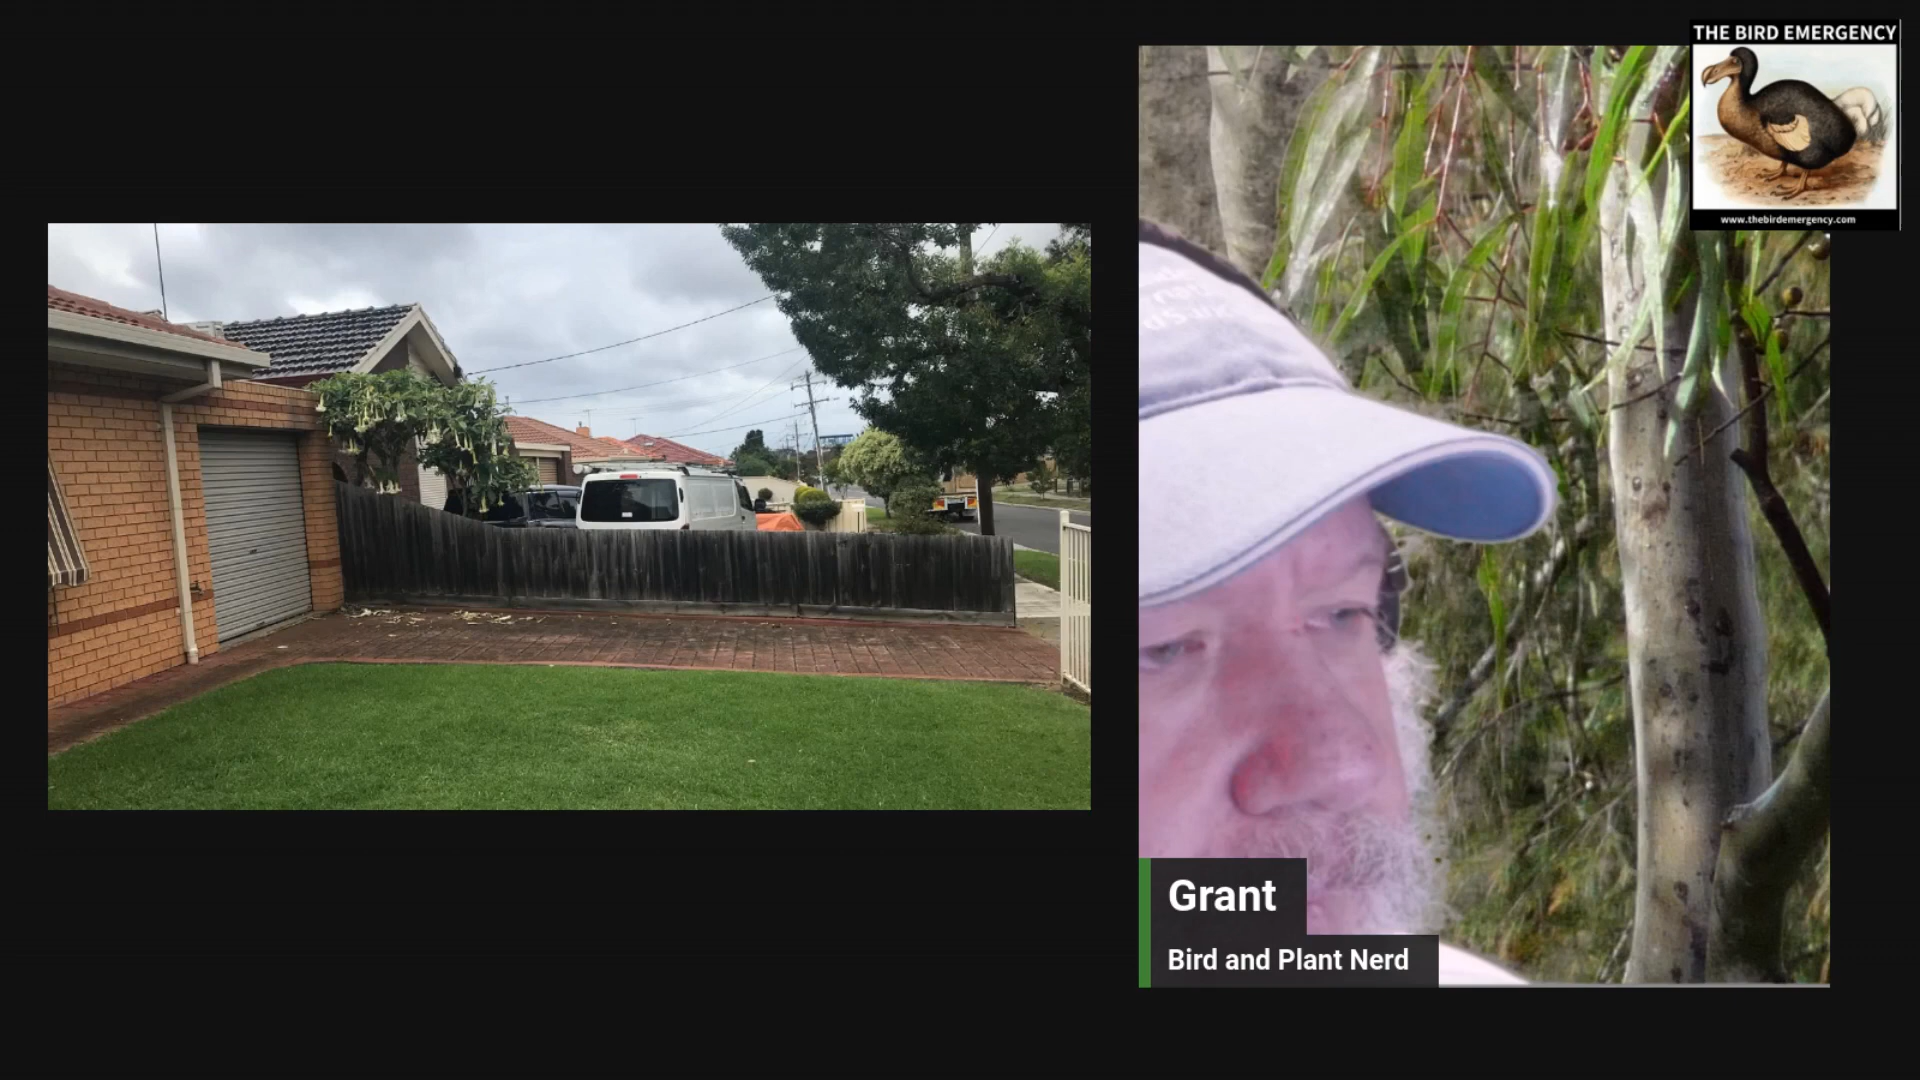 THE BIRD EMERGENCY
www.thebirdemergency.com
Grant
Bird and Plant Nerd